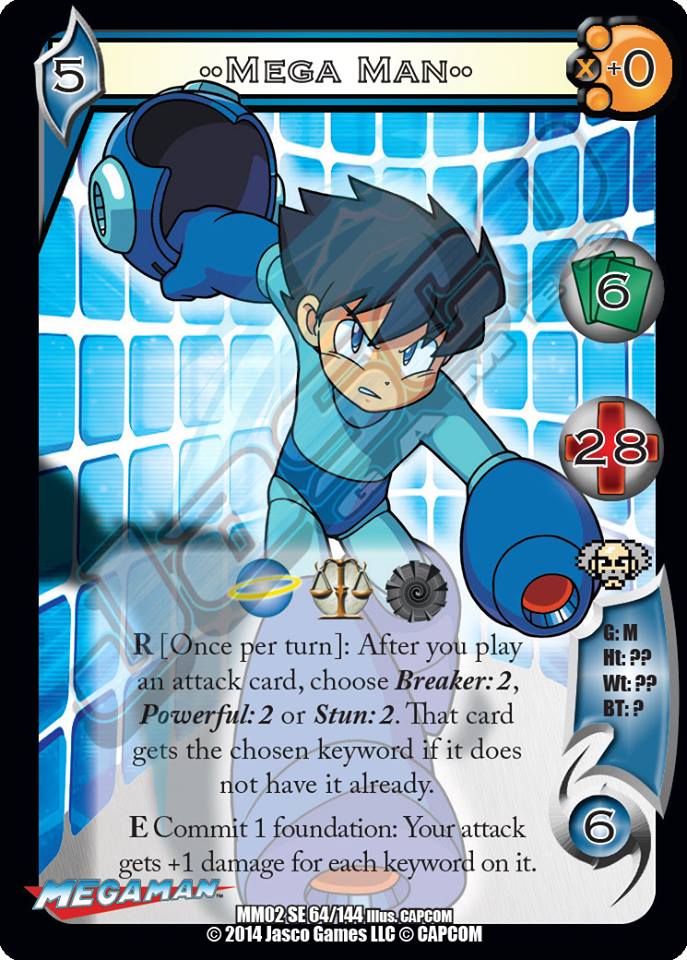 5
••MEGA MAN••
X +0
6
28
G: M
Ht: ??
Wt: ??
BT: ?
R [Once per turn]: After you play
an attack card, choose Breaker: 2,
Powerful: 2 or Stun: 2. That card
gets the chosen keyword if it does
not have it already.
E Commit 1 foundation: Your attack
gets +1 damage for each keyword on it.
6
MEGAMAN™
MM02 SE 64/144 Illus. CAPCOM
© 2014 Jasco Games LLC © CAPCOM